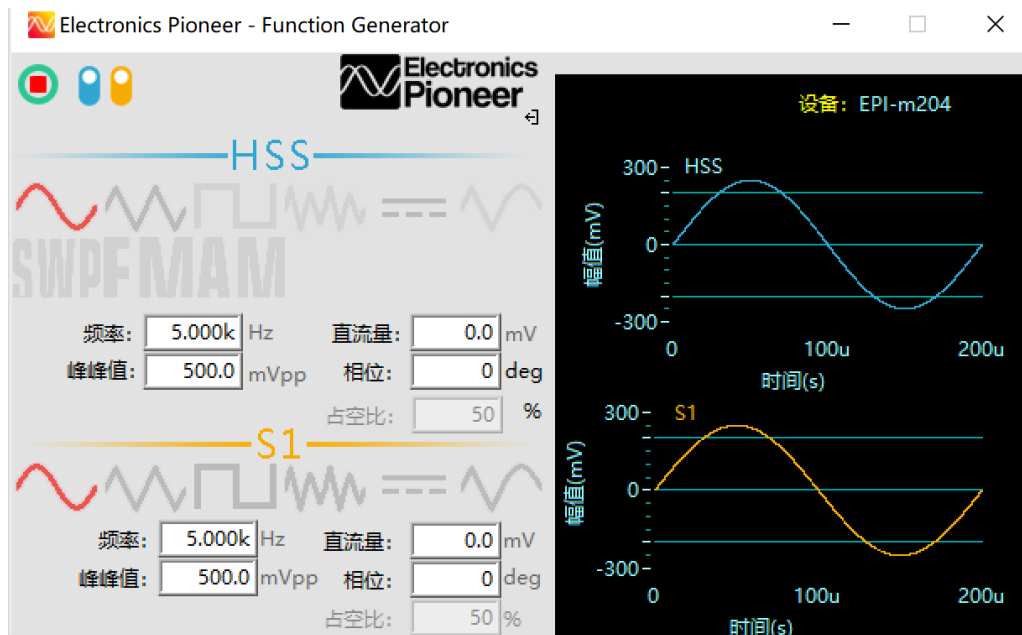 Electronics Pioneer - Function Generator
Electronics
Pioneer
HSS
SWPFMAM
频率: 5.000k Hz 直流量: 0.0 mV
峰峰值: 500.0 mVpp 相位: 0 deg
占空比: 50 %
S1
频率: 5.000k Hz 直流量: 0.0 mV
峰峰值: 500.0 mVpp 相位: 0 deg
占空比: 50 %
设备: EPI-m204
HSS
幅值(mV)
300
0
-300
0 100u 200u
时间(s)
S1
幅值(mV)
300
0
-300
0 100u 200u
时间(s)